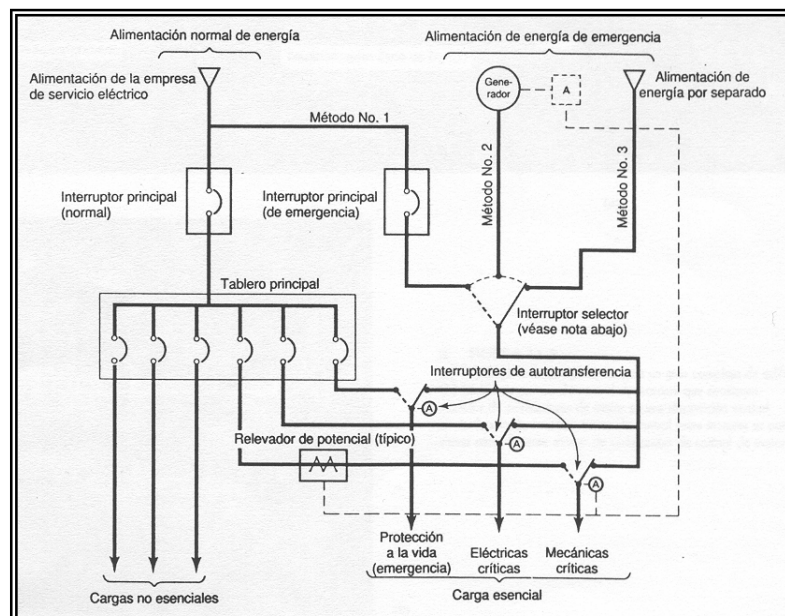 Alimentación normal de energía
Alimentación de energía de emergencia
Alimentación de la empresa
de servicio eléctrico
Gene-
rador
A
Alimentación de
energía por separado
Método No. 1
Método No. 2
Método No. 3
Interruptor principal
(normal)
Interruptor principal
(de emergencia)
Tablero principal
Interruptor selector
(véase nota abajo)
Interruptores de autotransferencia
A
A
Relevador de potencial (típico)
A
Protección
a la vida
(emergencia)
Eléctricas
críticas
Mecánicas
críticas
Cargas no esenciales
Carga esencial